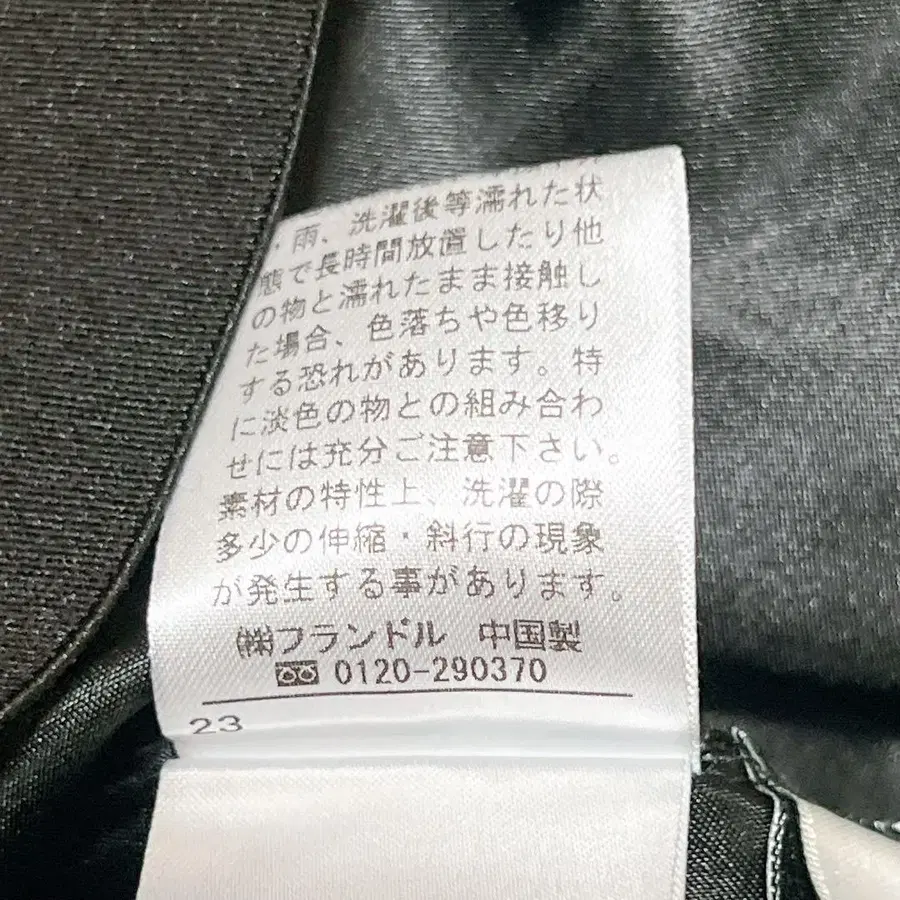 ・雨、洗濯後等濡れた状
態で長時間放置したり他
の物と濡れたまま接触し
た場合、色落ちや色移り
する恐れがあります。特
に淡色の物との組み合わ
せには充分ご注意下さい。
素材の特性上、洗濯の際
多少の伸縮・斜行の現象
が発生する事があります。
㈱フランドル 中国製
0120-290370
23